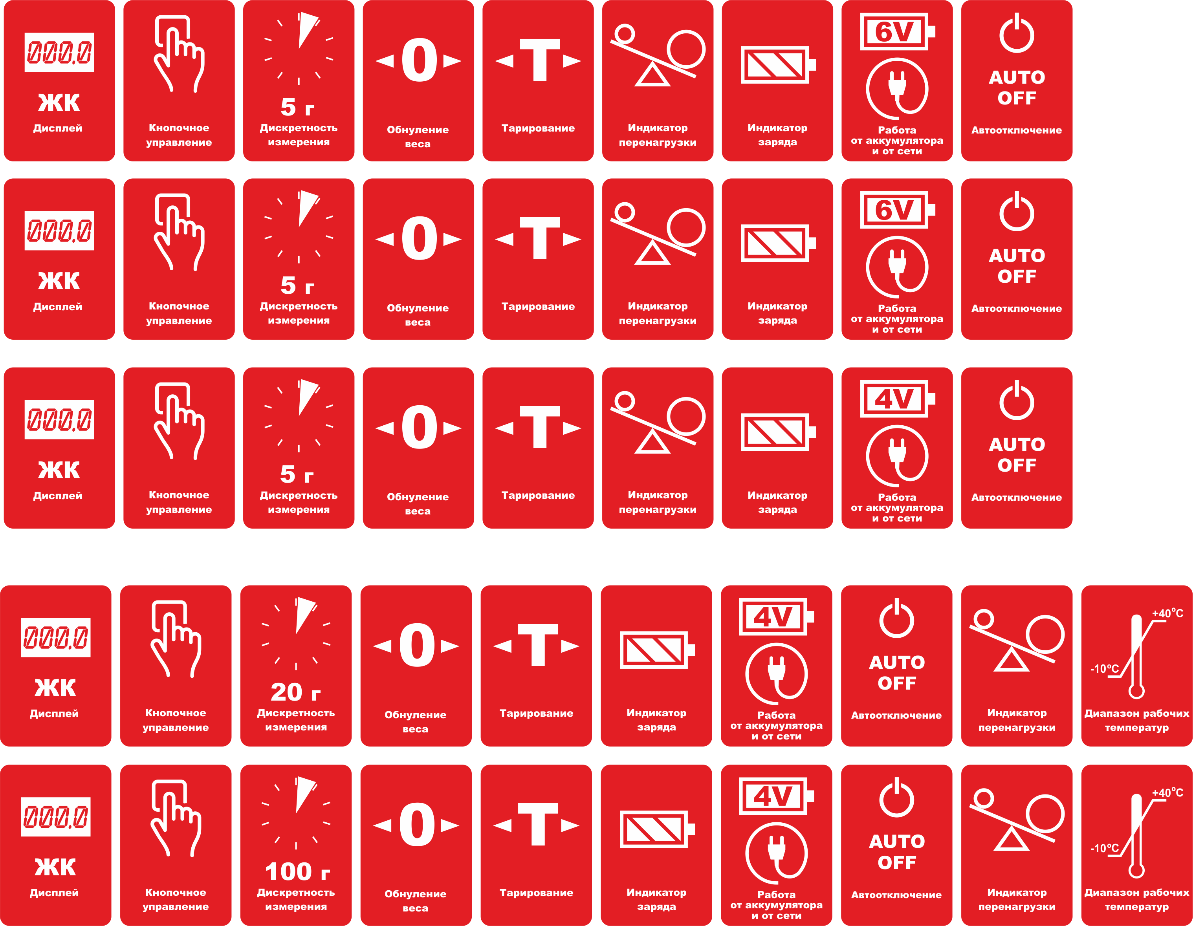 000.0
ЖК
Дисплей
Кнопочное
управление
5 г
Дискретность
измерения
0
Обнуление
веса
Т
Тарирование
Индикатор
перенагрузки
Индикатор
заряда
6V
Работа
от аккумулятора
и от сети
AUTO
OFF
Автоотключение
000.0
ЖК
Дисплей
Кнопочное
управление
5 г
Дискретность
измерения
0
Обнуление
веса
Т
Тарирование
Индикатор
перенагрузки
Индикатор
заряда
6V
Работа
от аккумулятора
и от сети
AUTO
OFF
Автоотключение
000.0
ЖК
Дисплей
Кнопочное
управление
5 г
Дискретность
измерения
0
Обнуление
веса
Т
Тарирование
Индикатор
перенагрузки
Индикатор
заряда
4V
Работа
от аккумулятора
и от сети
AUTO
OFF
Автоотключение
000.0
ЖК
Дисплей
Кнопочное
управление
20 г
Дискретность
измерения
0
Обнуление
веса
Т
Тарирование
Индикатор
заряда
4V
Работа
от аккумулятора
и от сети
AUTO
OFF
Автоотключение
Индикатор
перенагрузки
+40°C
-10°C
Диапазон рабочих
температур
000.0
ЖК
Дисплей
Кнопочное
управление
100 г
Дискретность
измерения
0
Обнуление
веса
Т
Тарирование
Индикатор
заряда
4V
Работа
от аккумулятора
и от сети
AUTO
OFF
Автоотключение
Индикатор
перенагрузки
+40°C
-10°C
Диапазон рабочих
температур